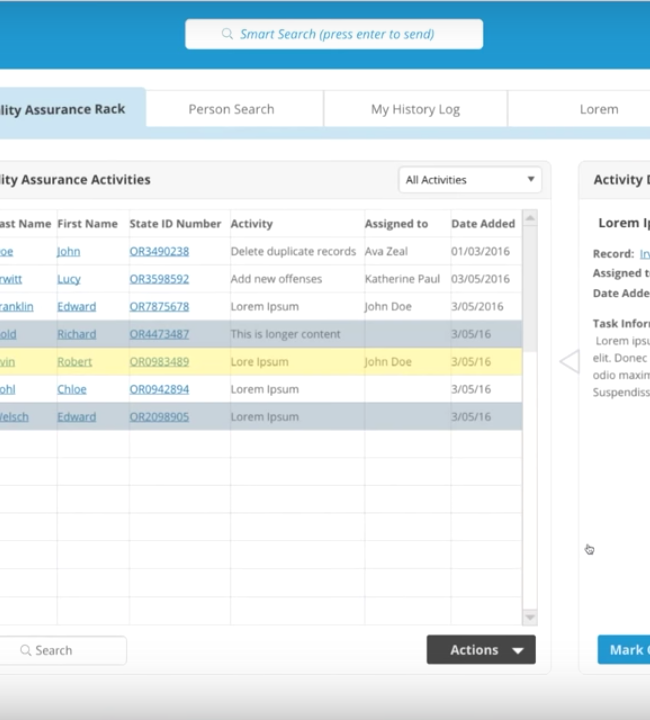 Smart Search (press enter to send)
lity Assurance Rack Person Search My History Log Lorem
ity Assurance Activities All Activities Activity D
ast Name First Name State ID Number Activity Assigned to Date Added
oe John OR3490238 Delete duplicate records Ava Zeal 01/03/2016
rwitt Lucy OR3598592 Add new offenses Katherine Paul 03/05/2016
ranklin Edward OR7875678 Lorem Ipsum John Doe 3/05/2016
old Richard OR4473487 This is longer content 3/05/16
vin Robert OR0983489 Lore Ipsum John Doe 3/05/16
ohl Chloe OR0942894 Lorem Ipsum 3/05/16
Welsch Edward OR2098905 Lorem Ipsum 3/05/16
Lorem Ip
Record: In
Assigned t
Date Adde
Task Inform
Lorem ipsu
elit. Donec
odio maxim
Suspendiss
Search Actions Mark